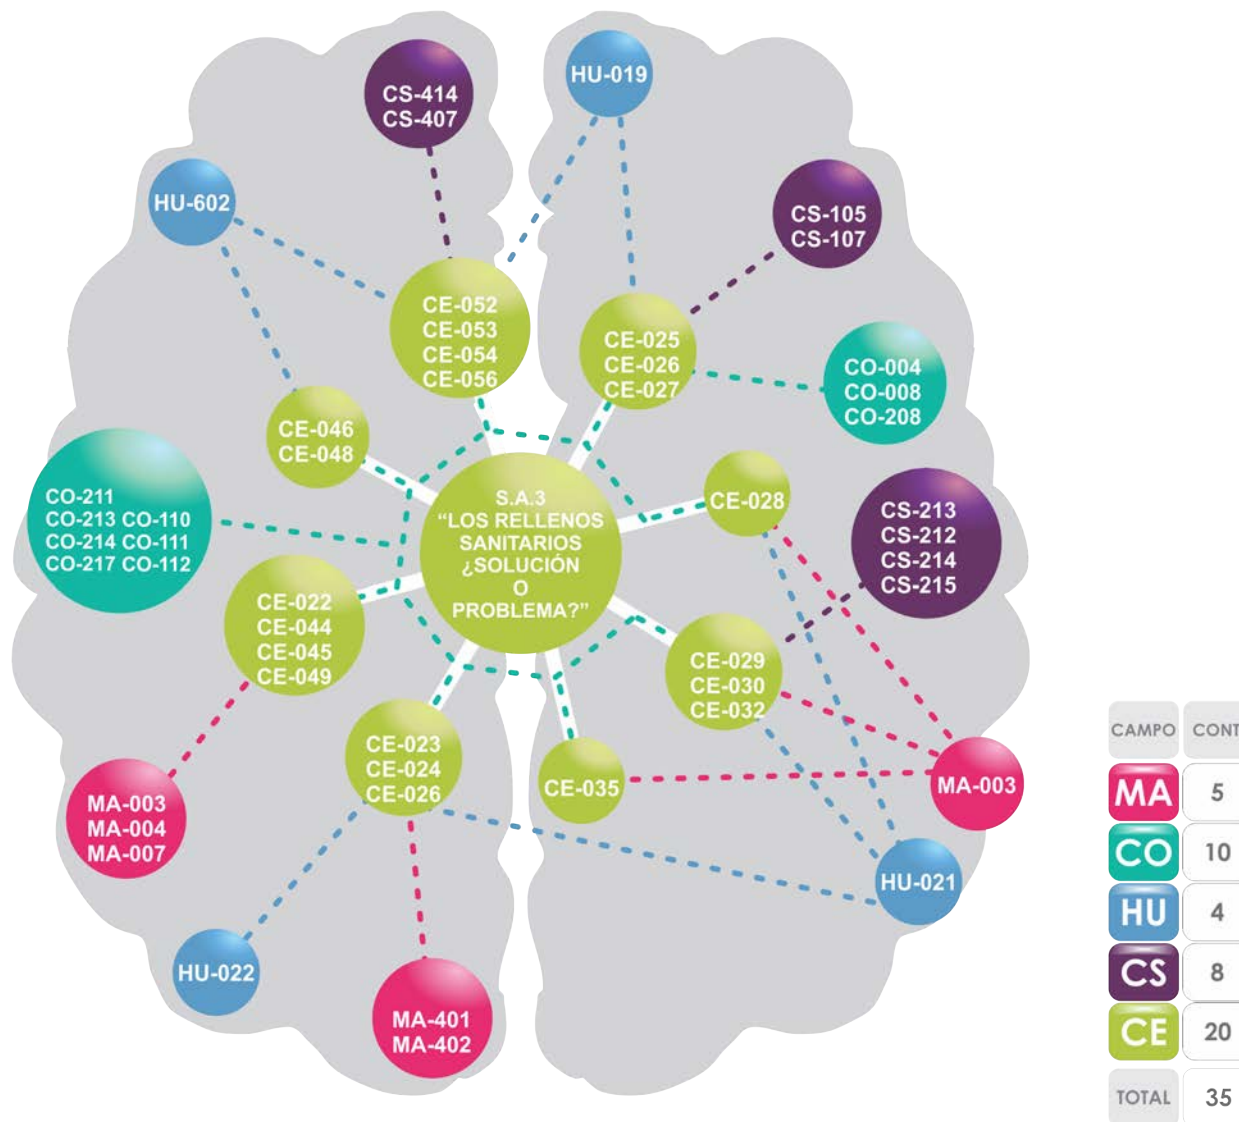 CS-414
CS-407
HU-019
HU-602
CS-105
CS-107
CE-052
CE-053
CE-054
CE-056
CE-025
CE-026
CE-027
CO-004
CO-008
CO-208
CE-046
CE-048
CO-211
CO-213 CO-110
CO-214 CO-111
CO-217 CO-112
S.A.3
“LOS RELLENOS
SANITARIOS
¿SOLUCIÓN
O
PROBLEMA?”
CE-028
CS-213
CS-212
CS-214
CS-215
CE-022
CE-044
CE-045
CE-049
CE-029
CE-030
CE-032
CE-023
CE-024
CE-026
CE-035
MA-003
MA-003
MA-004
MA-007
HU-021
HU-022
MA-401
MA-402
CAMPO CONT
MA 5
CO 10
HU 4
CS 8
CE 20
TOTAL 35